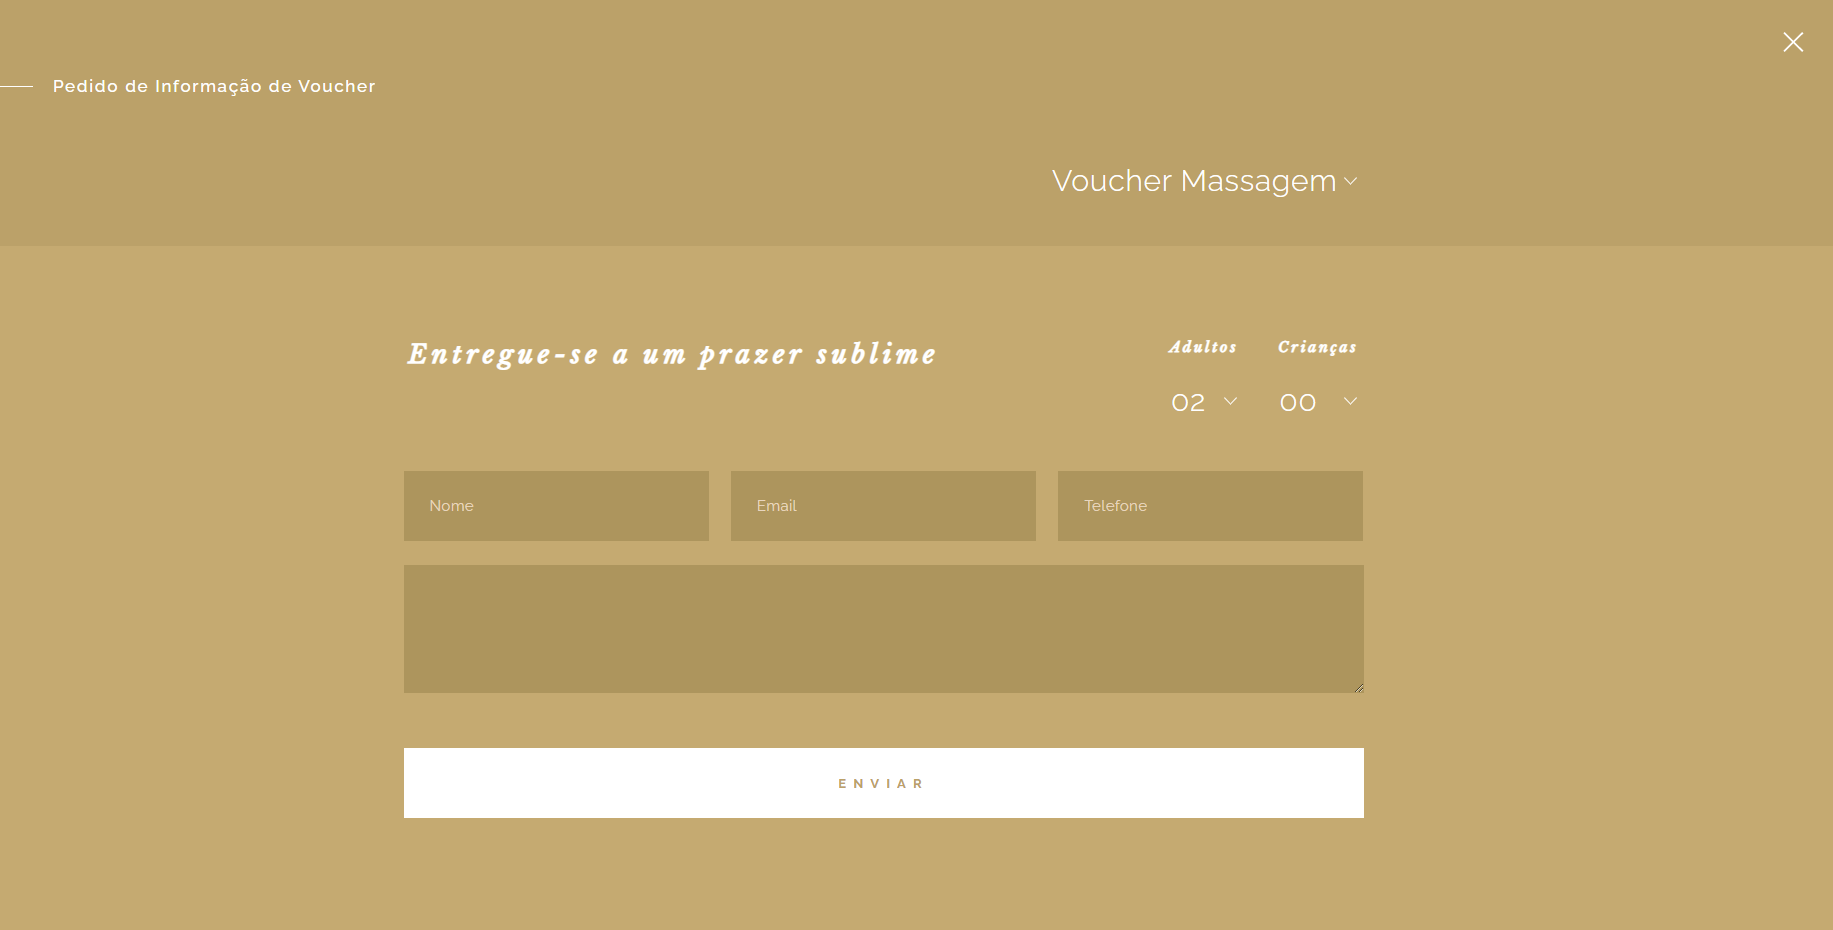 Pedido de Informação de Voucher
Voucher Massagem
Entregue-se a um prazer sublime
Adultos Crianças
02 00
Nome Email Telefone
ENVIAR